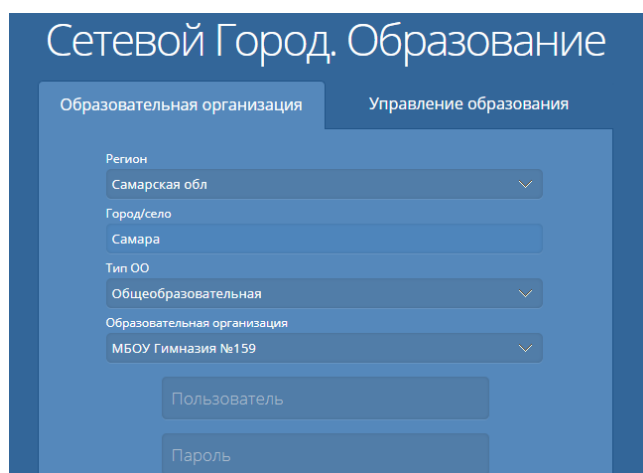 Сетевой Город. Образование
Образовательная организация
Управление образования
Регион
Самарская обл
Город/село
Самара
Тип ОО
Общеобразовательная
Образовательная организация
МБОУ Гимназия №159
Пользователь
Пароль